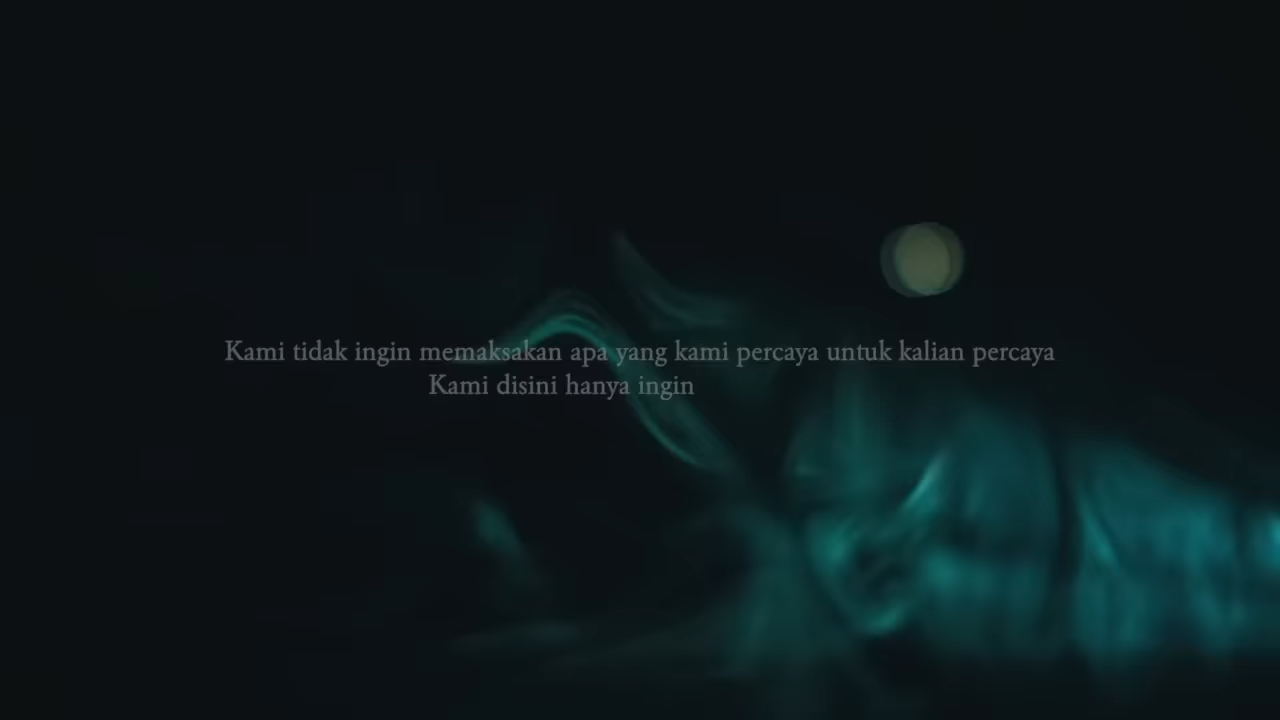 Kami tidak ingin memaksakan apa yang kami percaya untuk kalian percaya
Kami disini hanya ingin